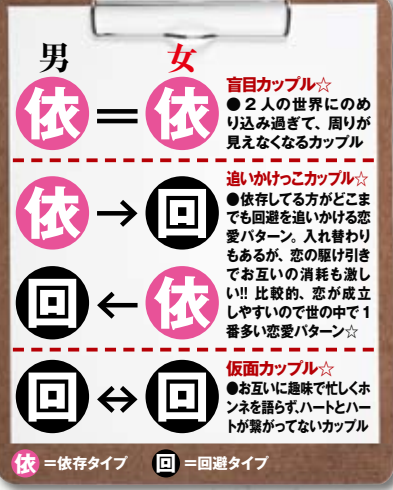 男 女
依＝依
盲目カップル☆
●２人の世界にのめ
り込み過ぎて、周りが
見えなくなるカップル
依→回
回←依
追いかけっこカップル☆
●依存してる方がどこま
でも回避を追いかける恋
愛パターン。入れ替わり
もあるが、恋の駆け引き
でお互いの消耗も激し
い!! 比較的、恋が成立
しやすいので世の中で１
番多い恋愛パターン☆
回↔回
仮面カップル☆
●お互いに趣味で忙しくホ
ンネを語らず､ハートとハー
トが繋がってないカップル
依＝依存タイプ 回＝回避タイプ